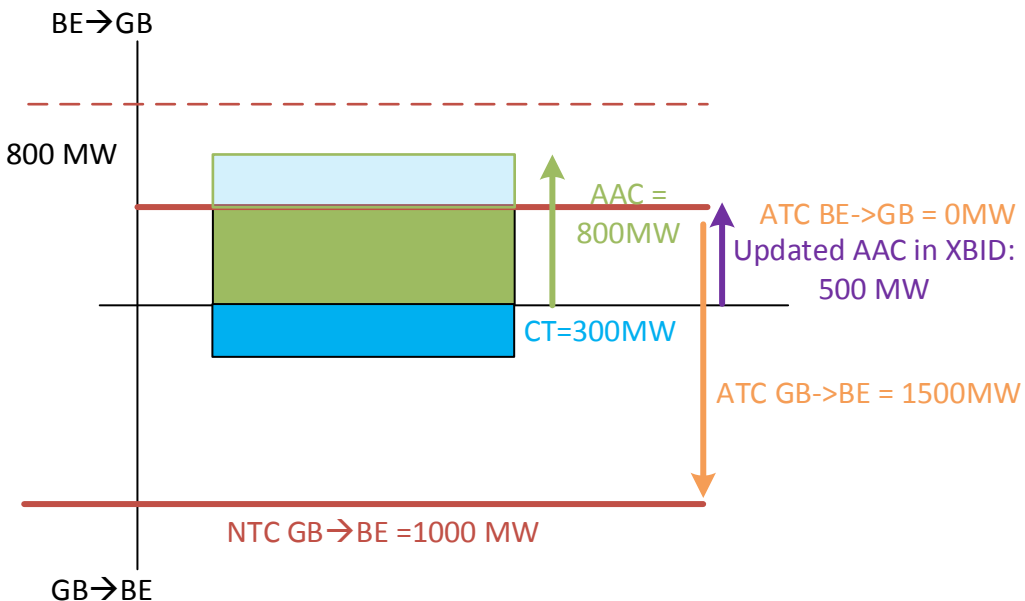 BE→GB
800 MW
AAC =
800MW
ATC BE->GB = 0MW
Updated AAC in XBID:
500 MW
CT=300MW
ATC GB->BE = 1500MW
NTC GB→BE =1000 MW
GB→BE